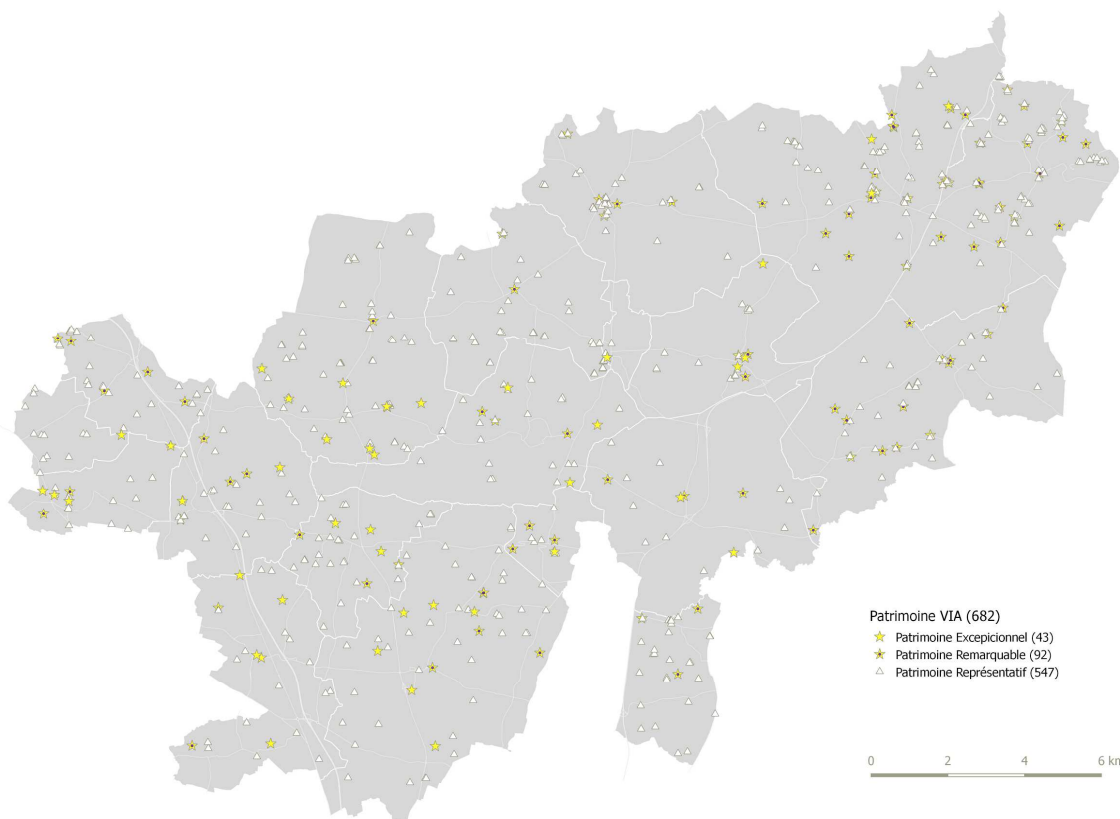 Patrimoine VIA (682)
Patrimoine Excepicionnel (43)
Patrimoine Remarquable (92)
Patrimoine Représentatif (547)
0 2 4 6 km